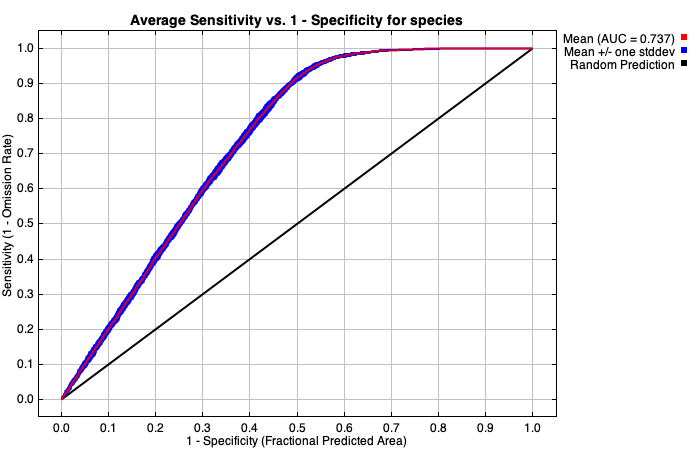 Average Sensitivity vs. 1 - Specificity for species
Mean (AUC = 0.737)
Mean +/- one stddev
Random Prediction
Sensitivity (1 - Omission Rate)
1.0
0.9
0.8
0.7
0.6
0.5
0.4
0.3
0.2
0.1
0.0
0.0 0.1 0.2 0.3 0.4 0.5 0.6 0.7 0.8 0.9 1.0
1 - Specificity (Fractional Predicted Area)